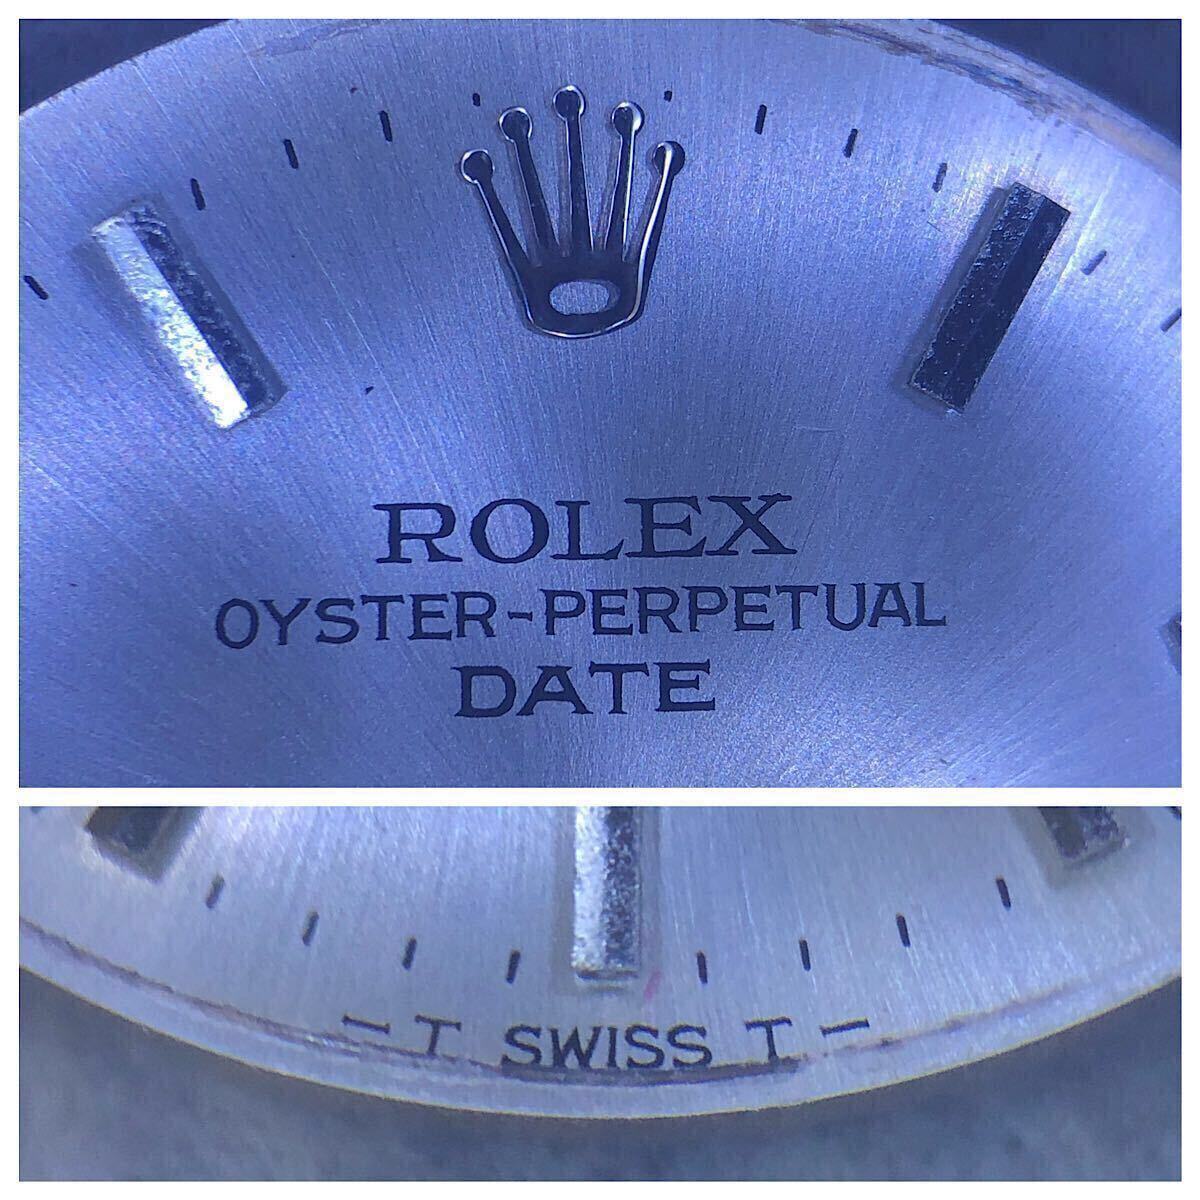 ROLEX
OYSTER-PERPETUAL
DATE
- T SWISS T -